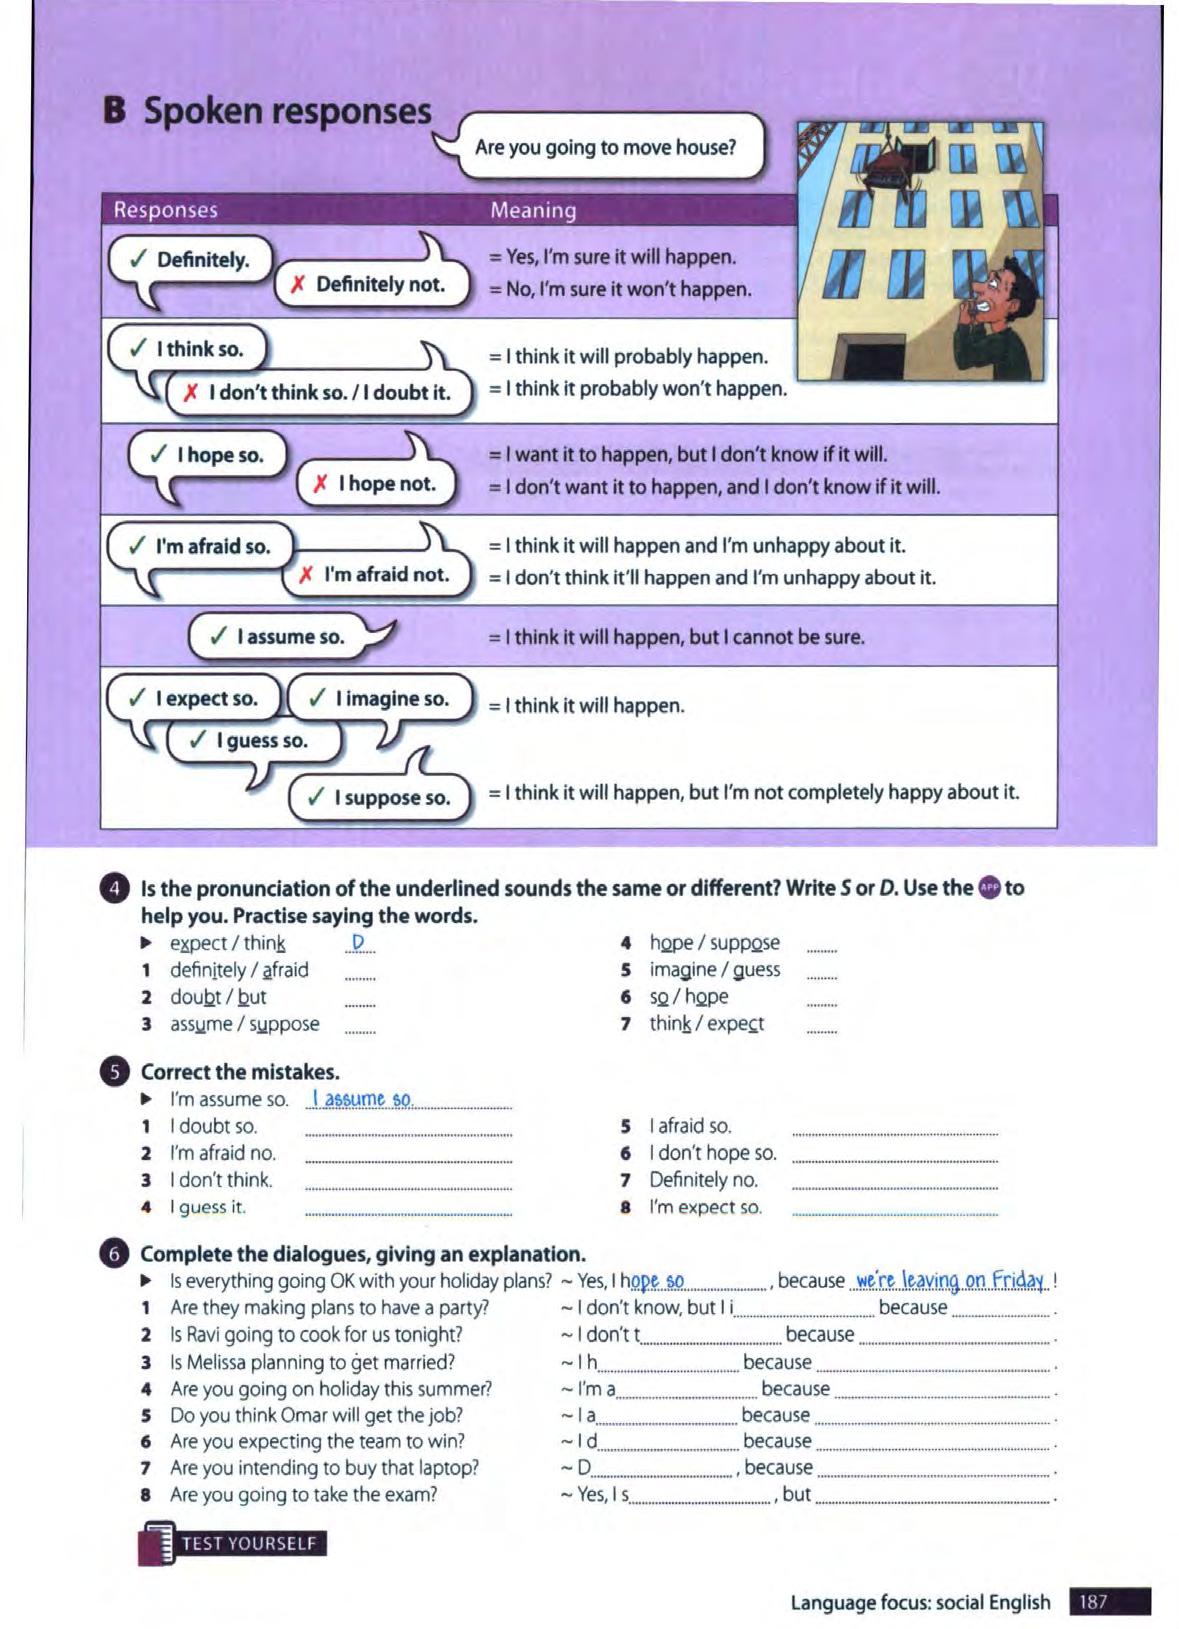 B Spoken responses
Are you going to move house?
Responses Meaning
✓ Definitely. = Yes, I'm sure it will happen.
✗ Definitely not. = No, I'm sure it won't happen.
✓ I think so. = I think it will probably happen.
✗ I don't think so. / I doubt it. = I think it probably won't happen.
✓ I hope so. = I want it to happen, but I don't know if it will.
✗ I hope not. = I don't want it to happen, and I don't know if it will.
✓ I'm afraid so. = I think it will happen and I'm unhappy about it.
✗ I'm afraid not. = I don't think it'll happen and I'm unhappy about it.
✓ I assume so. = I think it will happen, but I cannot be sure.
✓ I expect so. ✓ I imagine so. = I think it will happen.
✓ I guess so.
✓ I suppose so. = I think it will happen, but I'm not completely happy about it.
4 Is the pronunciation of the underlined sounds the same or different? Write S or D. Use the APP to
help you. Practise saying the words.
► expect / think D
1 definitely / afraid
2 doubt / but
3 assume / suppose
4 hope / suppose
5 imagine / guess
6 so / hope
7 think / expect
5 Correct the mistakes.
► I'm assume so. I assume so.
1 I doubt so.
2 I'm afraid no.
3 I don't think.
4 I guess it.
5 I afraid so.
6 I don't hope so.
7 Definitely no.
8 I'm expect so.
6 Complete the dialogues, giving an explanation.
► Is everything going OK with your holiday plans? ~ Yes, I hope so, because we're leaving on Friday!
1 Are they making plans to have a party? ~ I don't know, but I i.......... because .......... .
2 Is Ravi going to cook for us tonight? ~ I don't t.......... because .......... .
3 Is Melissa planning to get married? ~ I h.......... because .......... .
4 Are you going on holiday this summer? ~ I'm a.......... because .......... .
5 Do you think Omar will get the job? ~ I a.......... because .......... .
6 Are you expecting the team to win? ~ I d.......... because .......... .
7 Are you intending to buy that laptop? ~ D.........., because .......... .
8 Are you going to take the exam? ~ Yes, I s.........., but .......... .
TEST YOURSELF
Language focus: social English 187